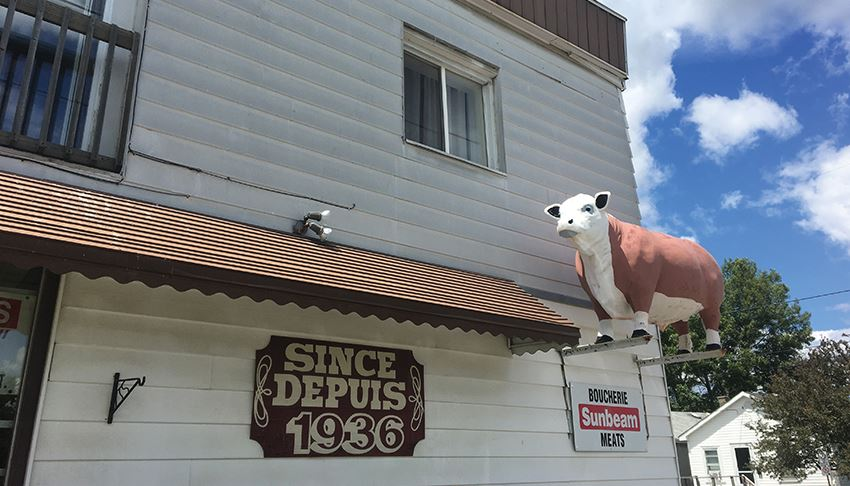 SINCE
DEPUIS
1936
BOUCHERIE
Sunbeam
MEATS